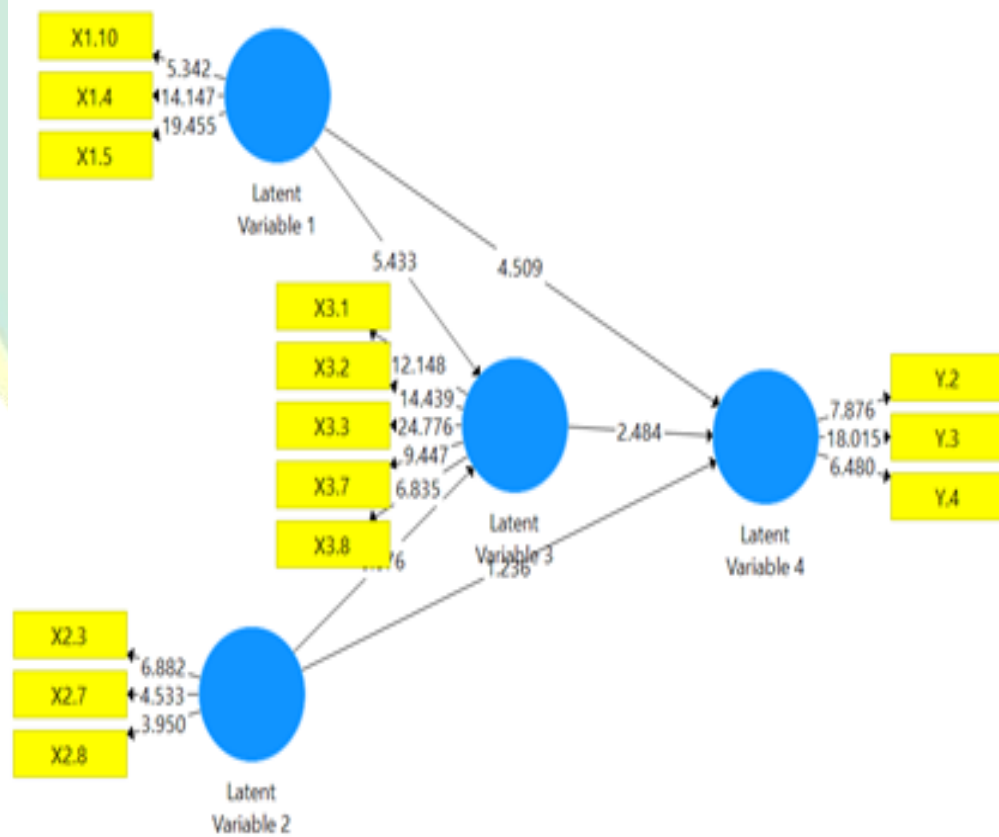 X1.10
5.342
X1.4
14.147
19.455
X1.5
Latent
Variable 1
5.433
4.509
X3.1
12.148
X3.2
14.439
X3.3
24.776
9.447
X3.7
6.835
X3.8
Latent
Variable 3
2.484
1.236
Y.2
7.876
18.015
Y.3
6.480
Y.4
Latent
Variable 4
X2.3
6.882
X2.7
4.533
3.950
X2.8
Latent
Variable 2